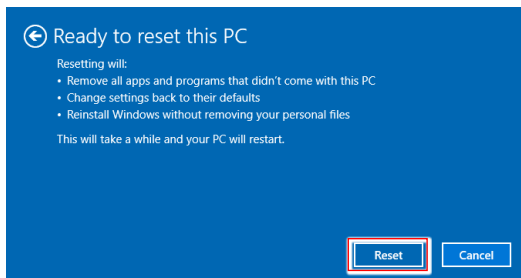 Ready to reset this PC
Resetting will:
• Remove all apps and programs that didn't come with this PC
• Change settings back to their defaults
• Reinstall Windows without removing your personal files
This will take a while and your PC will restart.
Reset Cancel